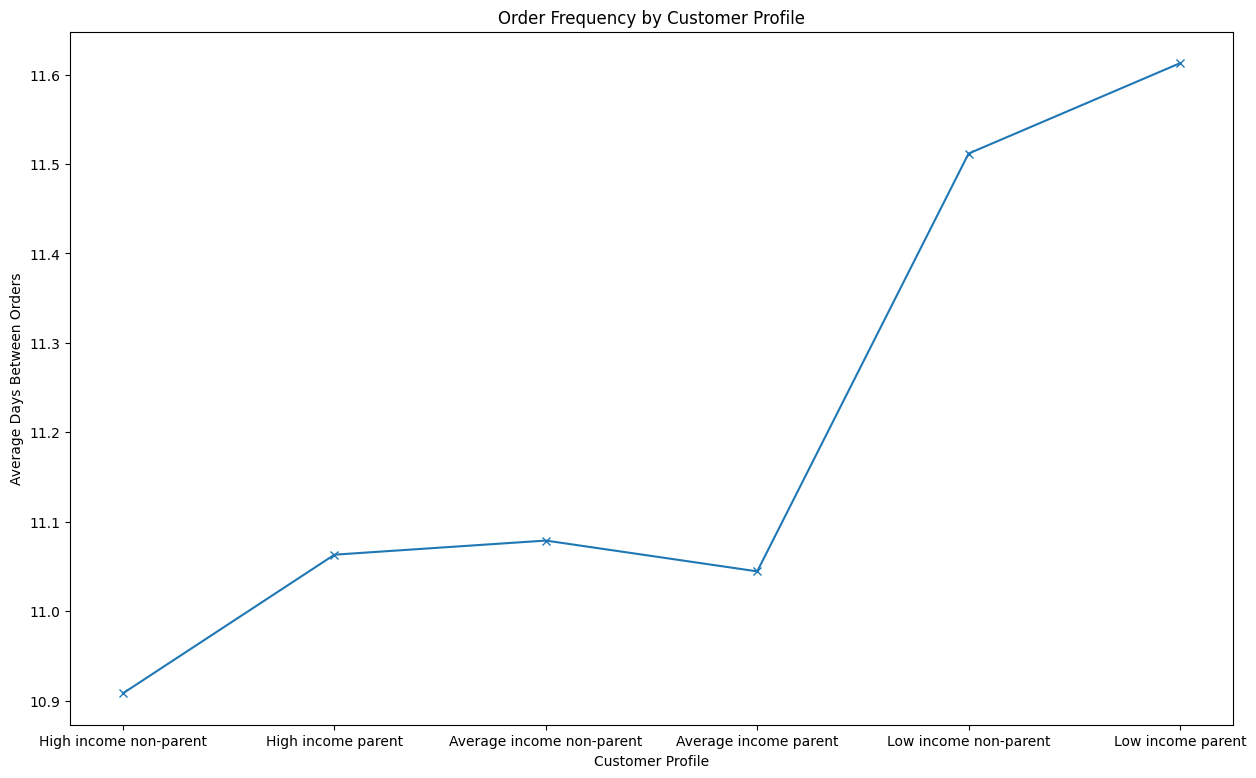 Order Frequency by Customer Profile
Average Days Between Orders
11.6
11.5
11.4
11.3
11.2
11.1
11.0
10.9
High income non-parent
High income parent
Average income non-parent
Average income parent
Low income non-parent
Low income parent
Customer Profile